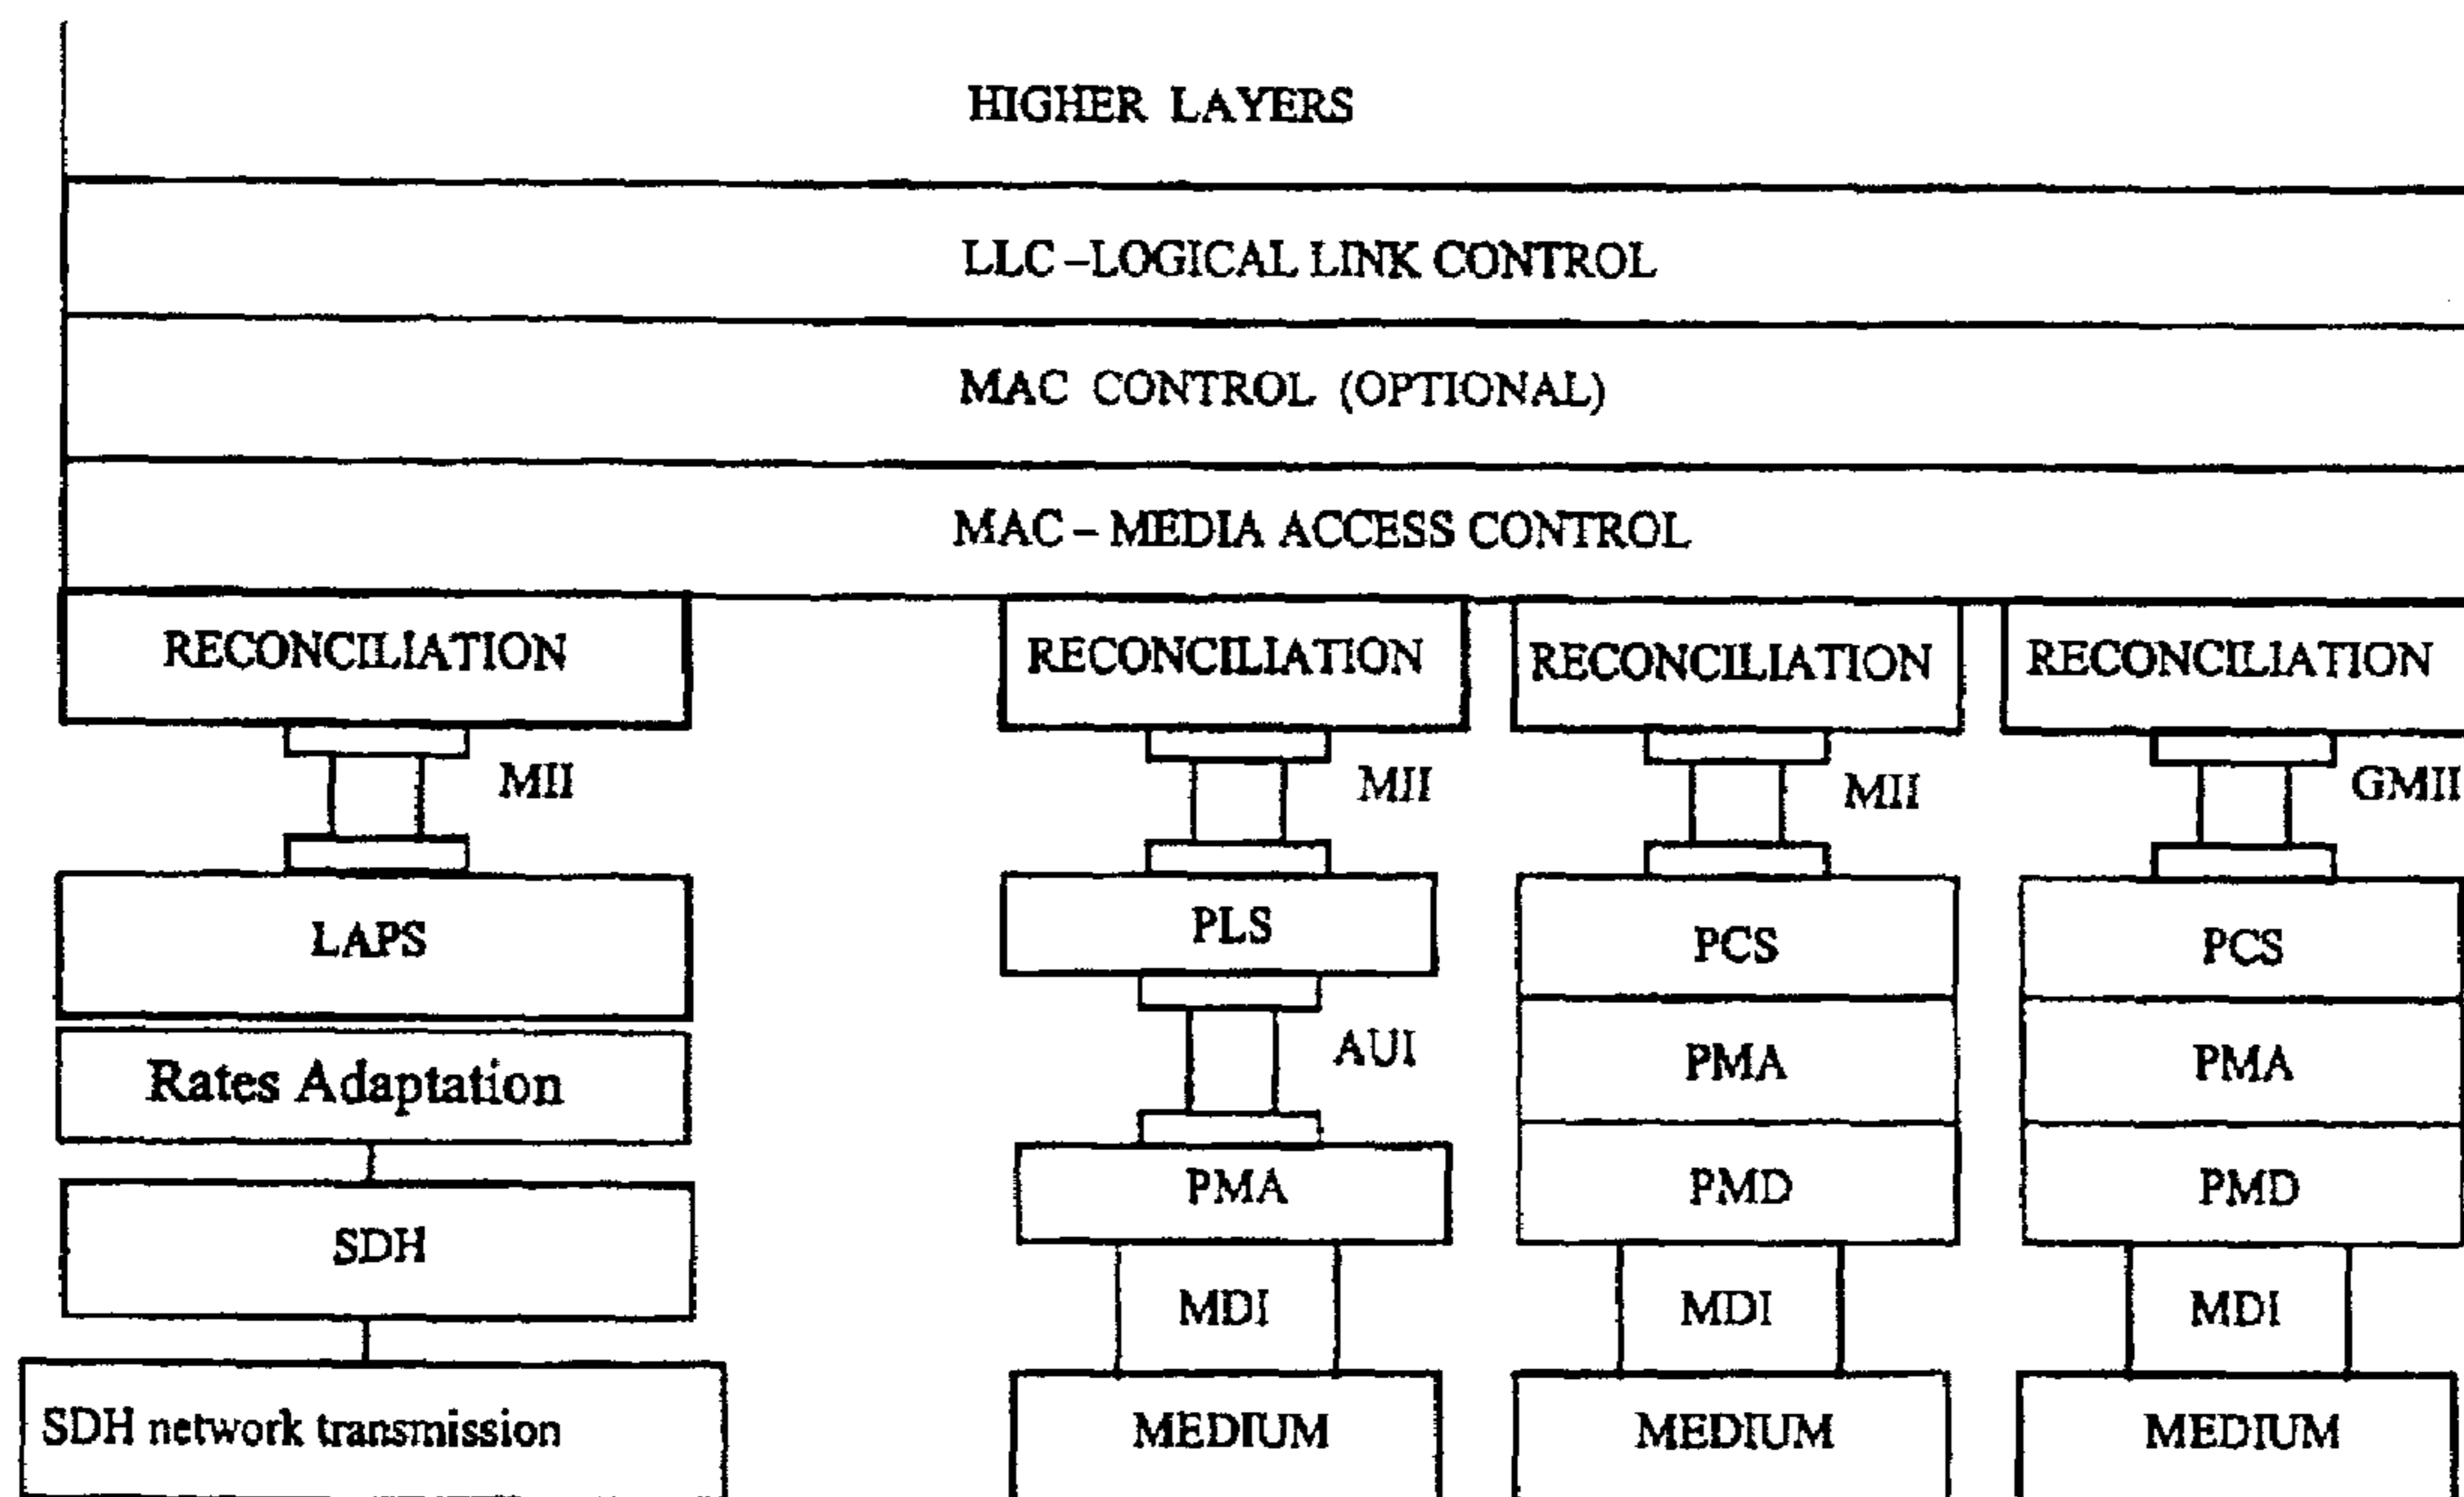 HIGHER LAYERS
LLC –LOGICAL LINK CONTROL
MAC CONTROL (OPTIONAL)
MAC – MEDIA ACCESS CONTROL
RECONCILIATION
RECONCILIATION
RECONCILIATION
RECONCILIATION
MII
MII
MII
GMII
LAPS
PLS
PCS
PCS
Rates Adaptation
AUI
PMA
PMA
SDH
PMA
PMD
PMD
MDI
MDI
MDI
SDH network transmission
MEDIUM
MEDIUM
MEDIUM